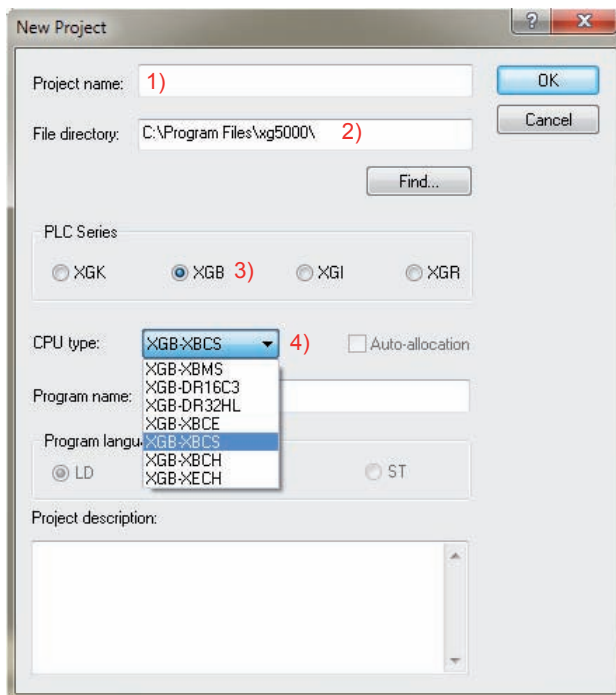 New Project
Project name: 1)
OK
File directory: C:\Program Files\xg5000\ 2)
Cancel
Find...
PLC Series
XGK XGB 3) XGI XGR
CPU type: XGB-XBCS 4) Auto-allocation
XGB-XBMS
XGB-DR16C3
Program name: XGB-DR32HL
XGB-XBCE
Program langu XGB-XBCS
XGB-XBCH
LD XGB-XECH ST
Project description: